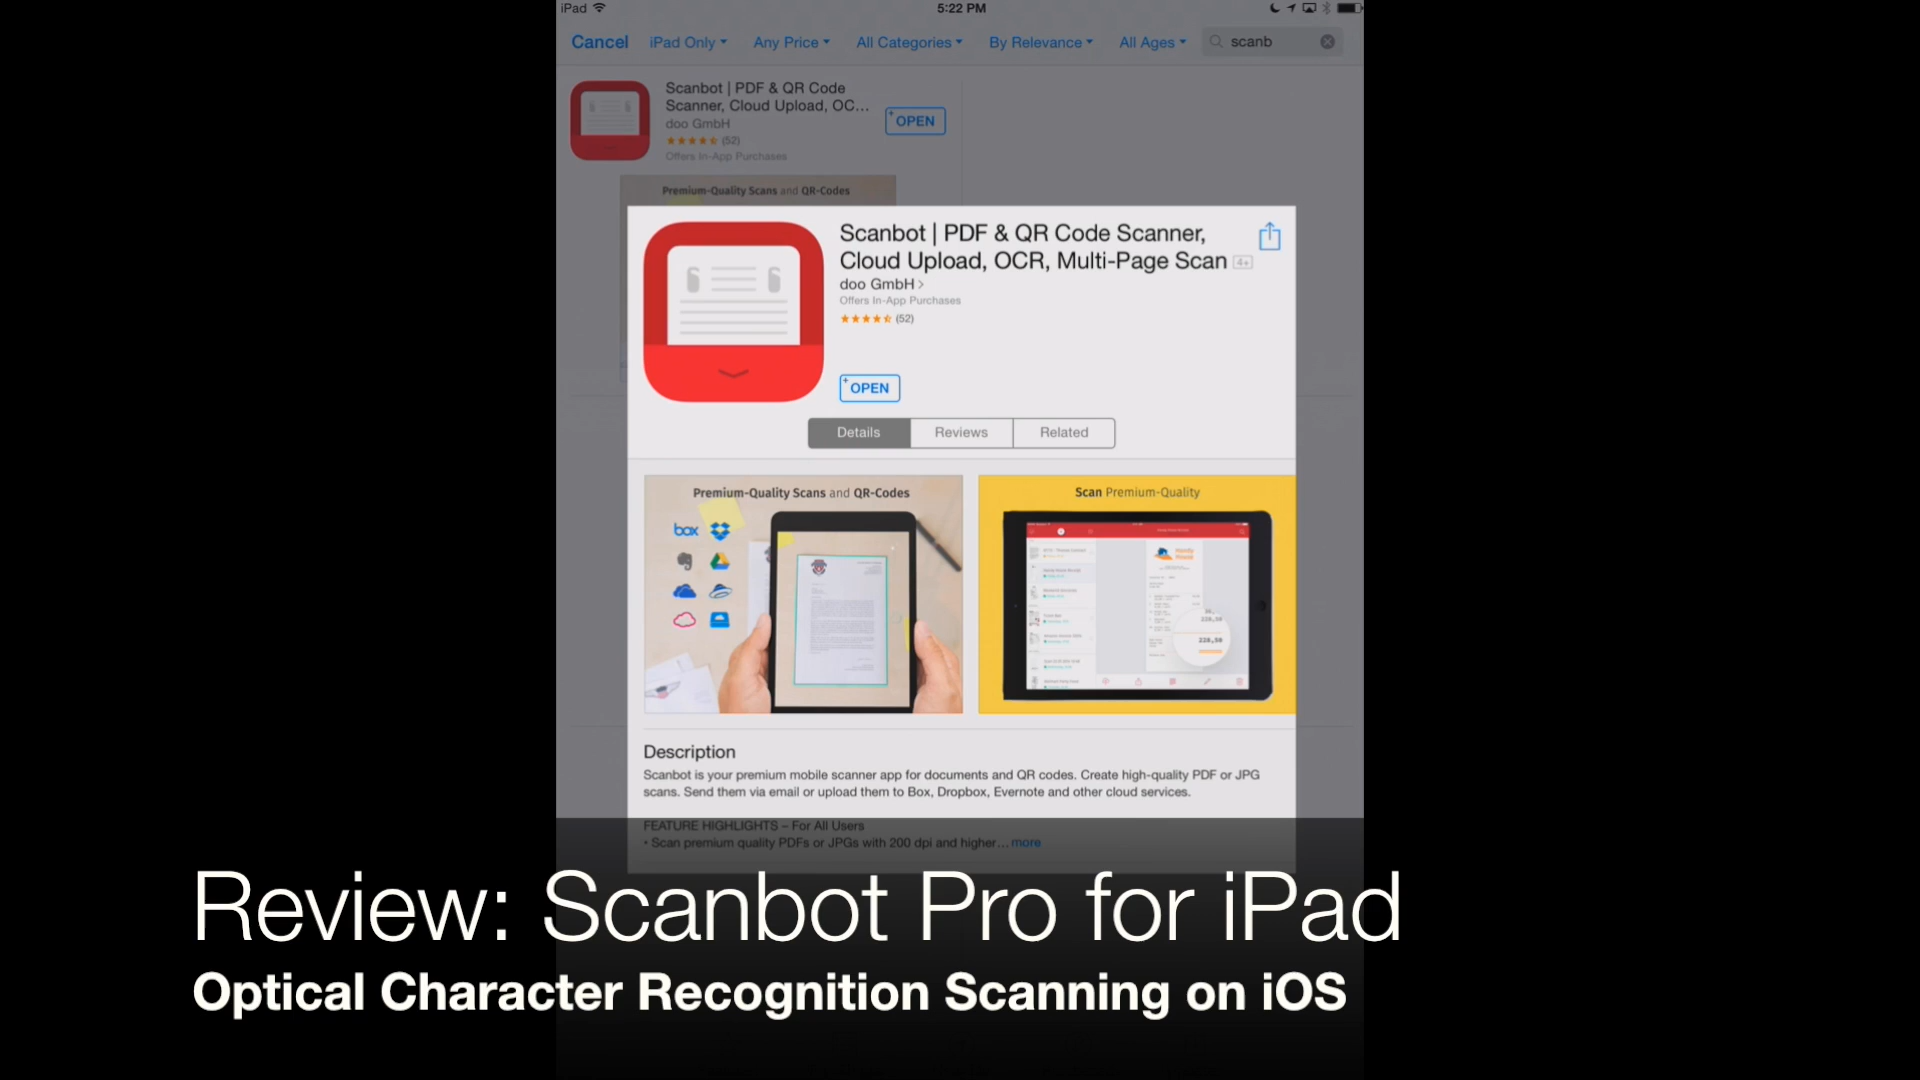 iPad
5:22 PM
Cancel
iPad Only
Any Price
All Categories
By Relevance
All Ages
scanb
Scanbot | PDF & QR Code
Scanner, Cloud Upload, OC...
doo GmbH
(52)
Offers In-App Purchases
OPEN
Premium-Quality Scans and QR-Codes
Scanbot | PDF & QR Code Scanner,
Cloud Upload, OCR, Multi-Page Scan 4+
doo GmbH >
Offers In-App Purchases
(52)
OPEN
Details
Reviews
Related
Premium-Quality Scans and QR-Codes
box
Scan Premium-Quality
228,50
228,50
Description
Scanbot is your premium mobile scanner app for documents and QR codes. Create high-quality PDF or JPG
scans. Send them via email or upload them to Box, Dropbox, Evernote and other cloud services.
FEATURE HIGHLIGHTS – For All Users
• Scan premium quality PDFs or JPGs with 200 dpi and higher... more
Review: Scanbot Pro for iPad
Optical Character Recognition Scanning on iOS